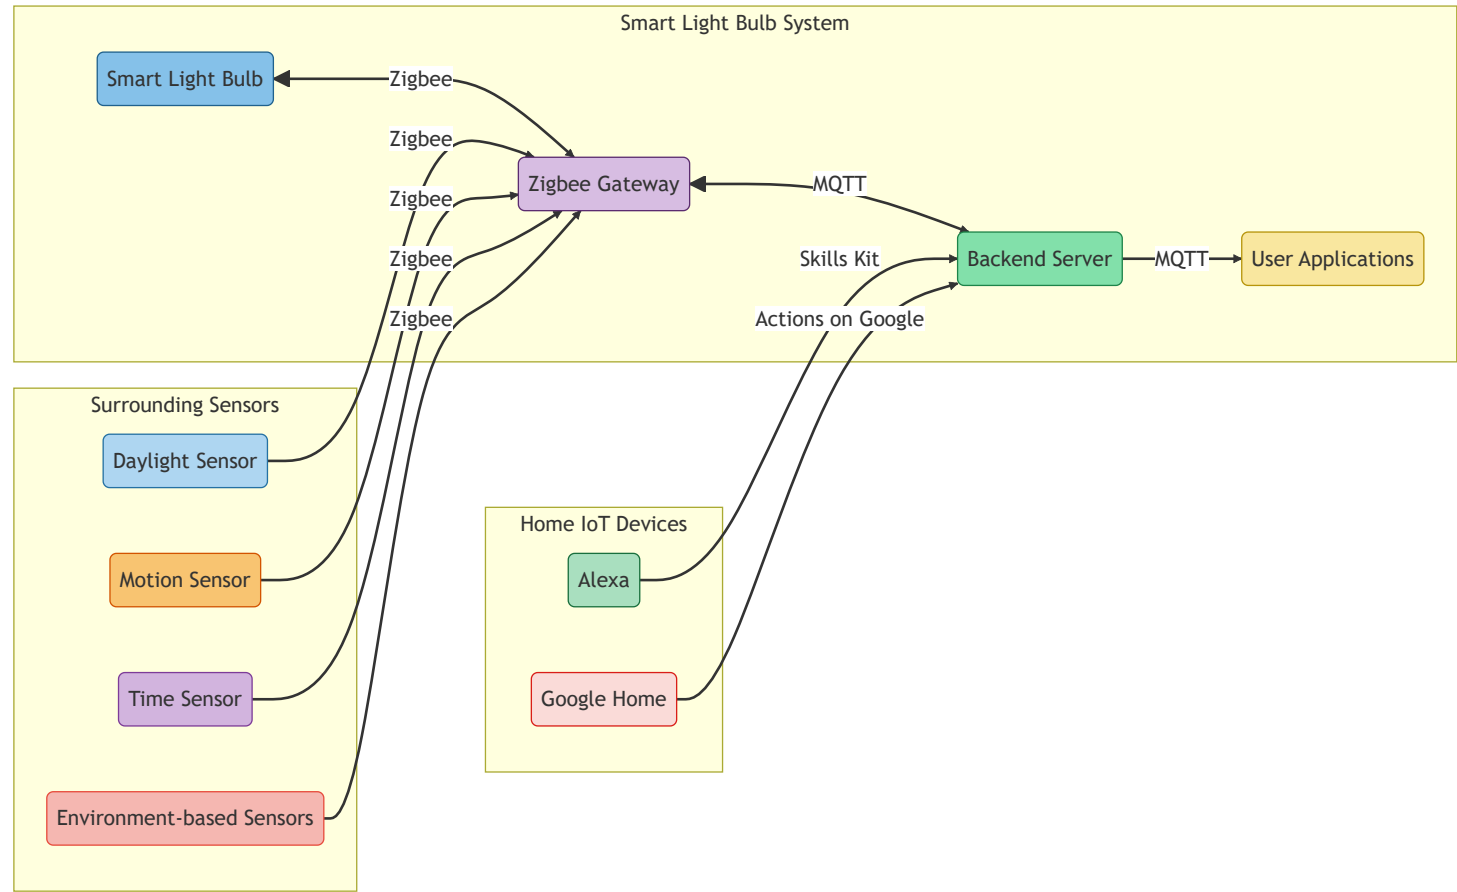 Smart Light Bulb System
Smart Light Bulb
Zigbee
Zigbee
Zigbee
Zigbee
Zigbee
Zigbee Gateway
MQTT
Skills Kit
Actions on Google
Backend Server
MQTT
User Applications
Surrounding Sensors
Daylight Sensor
Motion Sensor
Time Sensor
Environment-based Sensors
Home IoT Devices
Alexa
Google Home